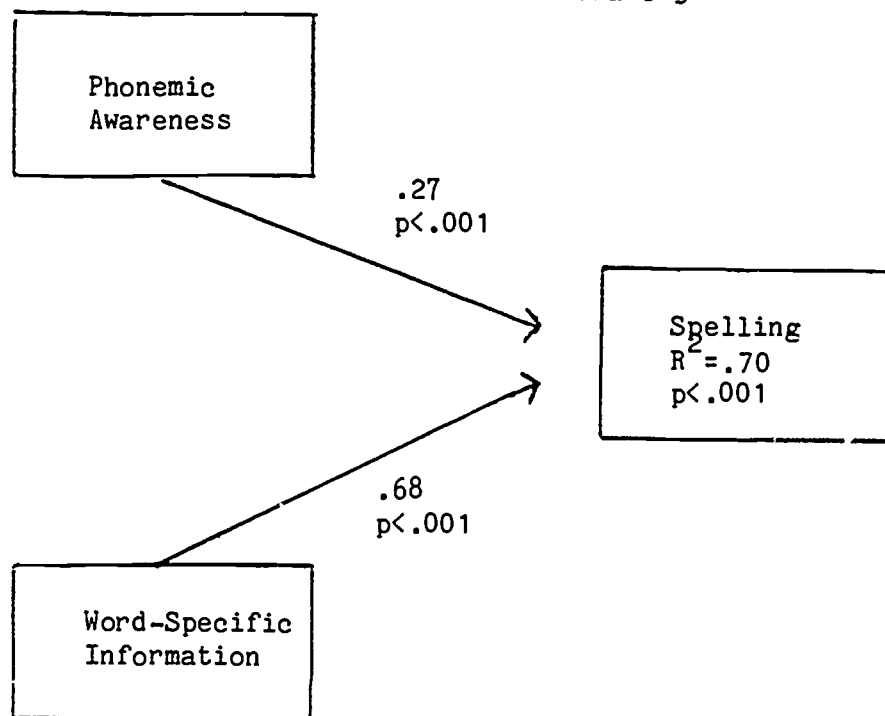 Phonemic
Awareness
.27
p<.001
Spelling
R²=.70
p<.001
.68
p<.001
Word-Specific
Information